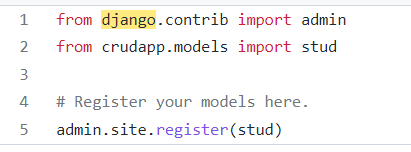 1 from django.contrib import admin
2 from crudapp.models import stud
3
4 # Register your models here.
5 admin.site.register(stud)